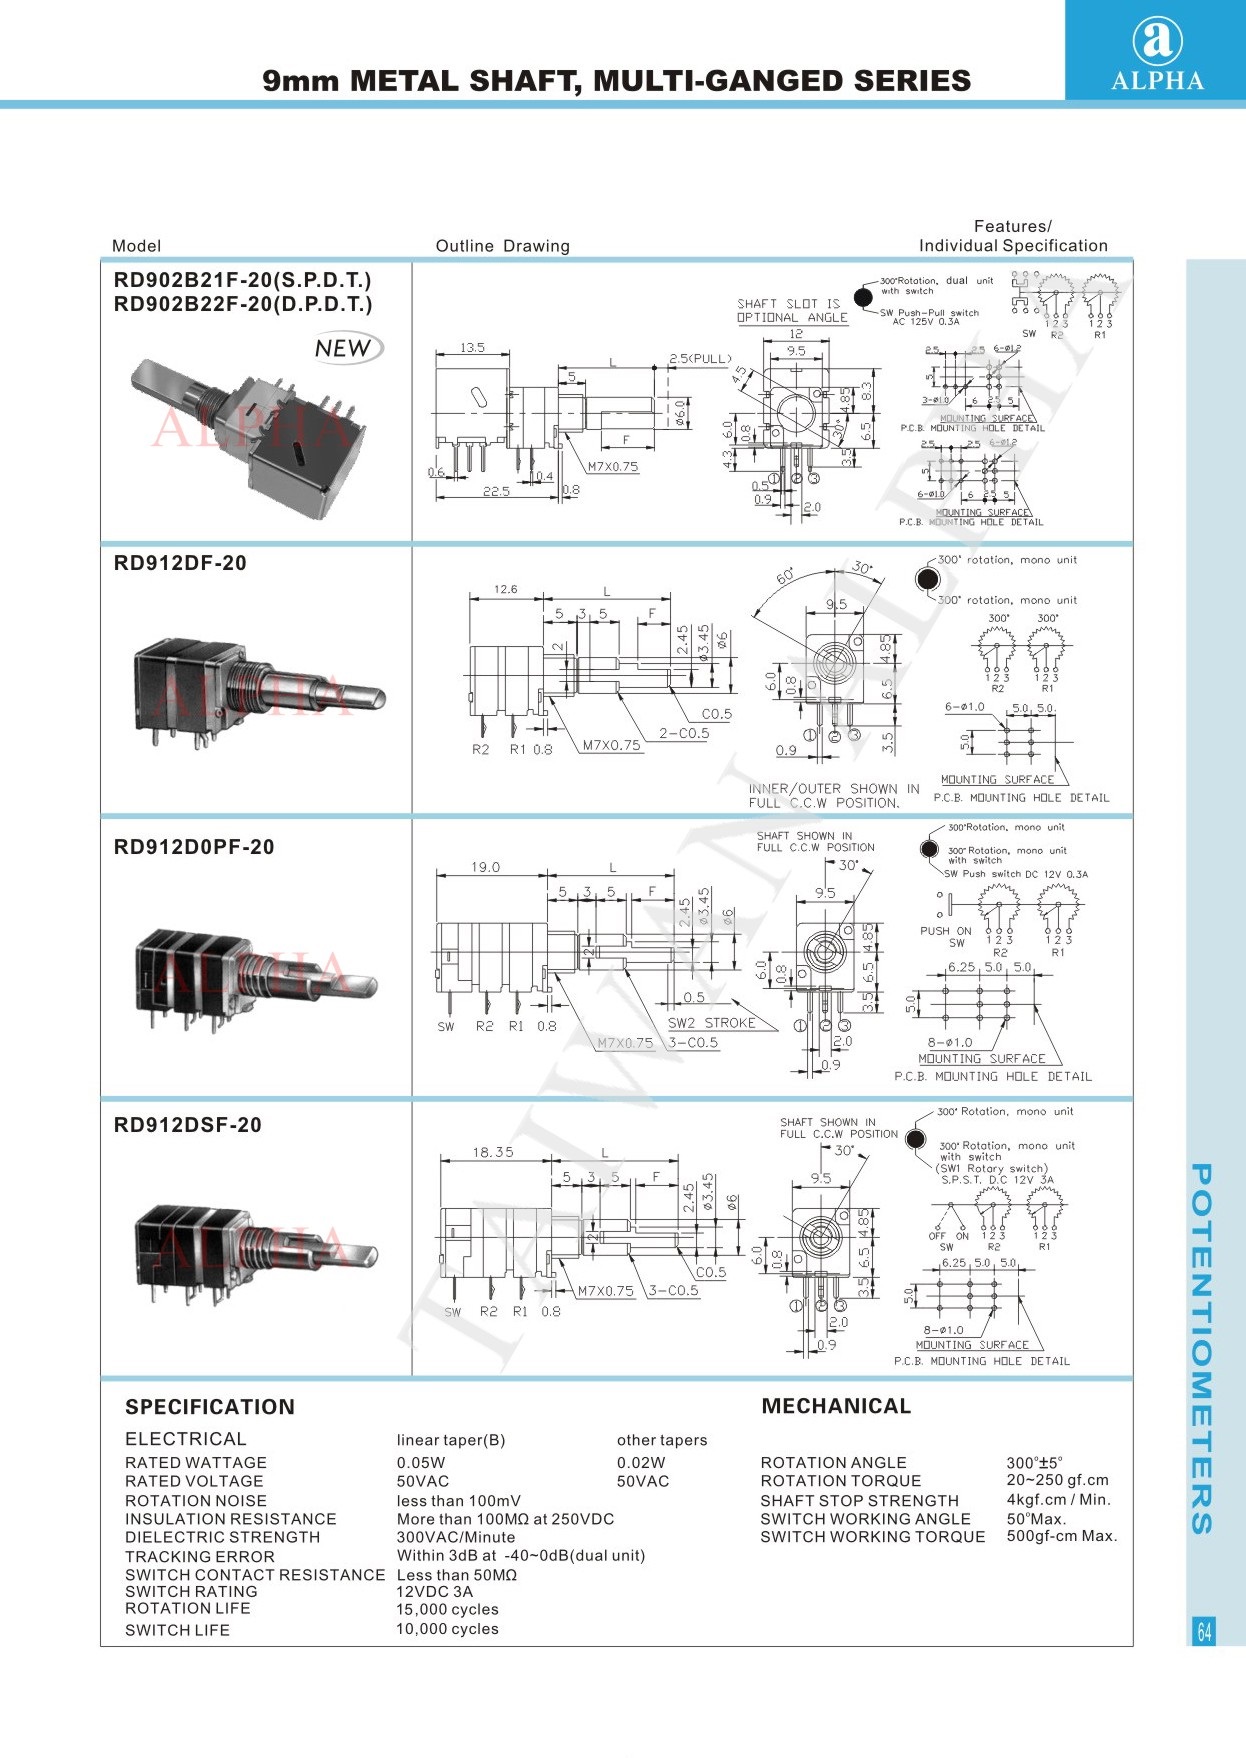 a
ALPHA
9mm METAL SHAFT, MULTI-GANGED SERIES
Model
Outline Drawing
Features/
Individual Specification
RD902B21F-20(S.P.D.T.)
RD902B22F-20(D.P.D.T.)
NEW
ALPHA
13.5
L
2.5(PULL)
5
ø6.0
F
M7X0.75
0.6
0.4
22.5
0.8
SHAFT SLOT IS
OPTIONAL ANGLE
12
9.5
4.5
8.3
4.85
30°
6.5
6.0
0.8
4.3
3.5
① ② ③
0.5
0.9
2.0
300°Rotation, dual unit
with switch
SW Push-Pull switch
AC 125V 0.3A
1 2 3
1 2 3
SW R2 R1
2.5 2.5 6-ø1.2
5
3-ø1.0 6 2.5 5
MOUNTING SURFACE
P.C.B. MOUNTING HOLE DETAIL
2.5 2.5 6-ø1.2
5
6-ø1.0 6 2.5 5
MOUNTING SURFACE
P.C.B. MOUNTING HOLE DETAIL
RD912DF-20
ALPHA
12.6
L
5 3 5 F
2
2.45
ø3.45
ø6
C0.5
2-C0.5
M7X0.75
R2 R1 0.8
60° 30°
9.5
4.85
6.5
6.0
0.8
3.5
① ② ③
0.9
INNER/OUTER SHOWN IN
FULL C.C.W POSITION.
300° rotation, mono unit
300° rotation, mono unit
300° 300°
1 2 3
1 2 3
R2 R1
6-ø1.0 5.0 5.0
5.0
MOUNTING SURFACE
P.C.B. MOUNTING HOLE DETAIL
RD912D0PF-20
ALPHA
19.0
L
5 3 5 F
2
2.45
ø3.45
ø6
0.5
SW2 STROKE
SW R2 R1 0.8
M7X0.75 3-C0.5
SHAFT SHOWN IN
FULL C.C.W POSITION
30°
9.5
4.85
6.5
6.0
0.8
3.5
① ② ③
2.0
0.9
300°Rotation, mono unit
300° Rotation, mono unit
with switch
SW Push switch DC 12V 0.3A
PUSH ON
SW
1 2 3
1 2 3
R2 R1
6.25 5.0 5.0
5.0
8-ø1.0
MOUNTING SURFACE
P.C.B. MOUNTING HOLE DETAIL
RD912DSF-20
ALPHA
18.35
L
5 3 5 F
2
2.45
ø3.45
ø6
C0.5
M7X0.75 3-C0.5
SW R2 R1 0.8
SHAFT SHOWN IN
FULL C.C.W POSITION
30°
9.5
4.85
6.5
6.0
0.8
3.5
① ② ③
2.0
0.9
300° Rotation, mono unit
300° Rotation, mono unit
with switch
(SW1 Rotary switch)
S.P.S.T. D.C 12V 3A
OFF ON 1 2 3
1 2 3
SW R2 R1
6.25 5.0 5.0
5.0
8-ø1.0
MOUNTING SURFACE
P.C.B. MOUNTING HOLE DETAIL
TAIWAN ALPHA
SPECIFICATION
ELECTRICAL linear taper(B) other tapers
RATED WATTAGE 0.05W 0.02W
RATED VOLTAGE 50VAC 50VAC
ROTATION NOISE less than 100mV
INSULATION RESISTANCE More than 100MΩ at 250VDC
DIELECTRIC STRENGTH 300VAC/Minute
TRACKING ERROR Within 3dB at -40~0dB(dual unit)
SWITCH CONTACT RESISTANCE Less than 50MΩ
SWITCH RATING 12VDC 3A
ROTATION LIFE 15,000 cycles
SWITCH LIFE 10,000 cycles
MECHANICAL
ROTATION ANGLE 300°±5°
ROTATION TORQUE 20~250 gf.cm
SHAFT STOP STRENGTH 4kgf.cm / Min.
SWITCH WORKING ANGLE 50°Max.
SWITCH WORKING TORQUE 500gf-cm Max.
POTENTIOMETERS
64